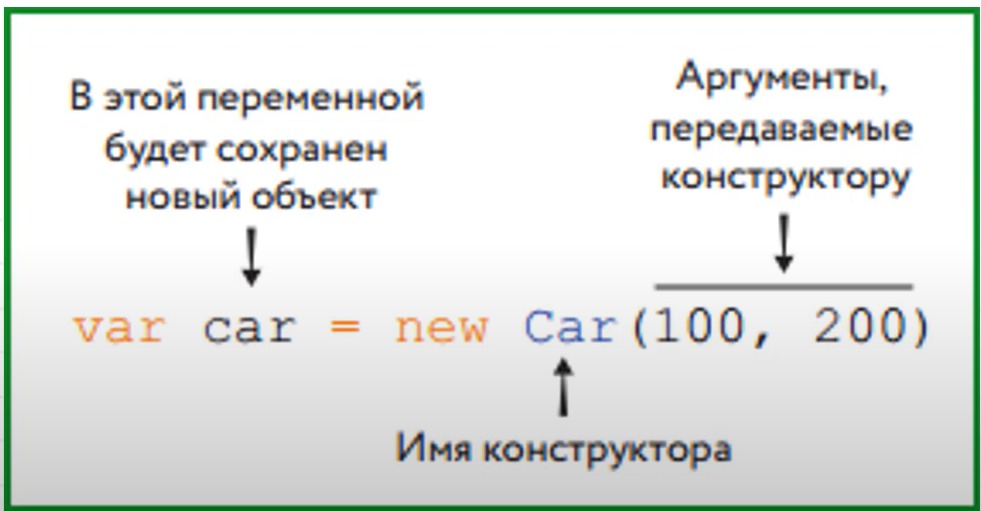 В этой переменной
будет сохранен
новый объект
Аргументы,
передаваемые
конструктору
var car = new Car(100, 200)
Имя конструктора